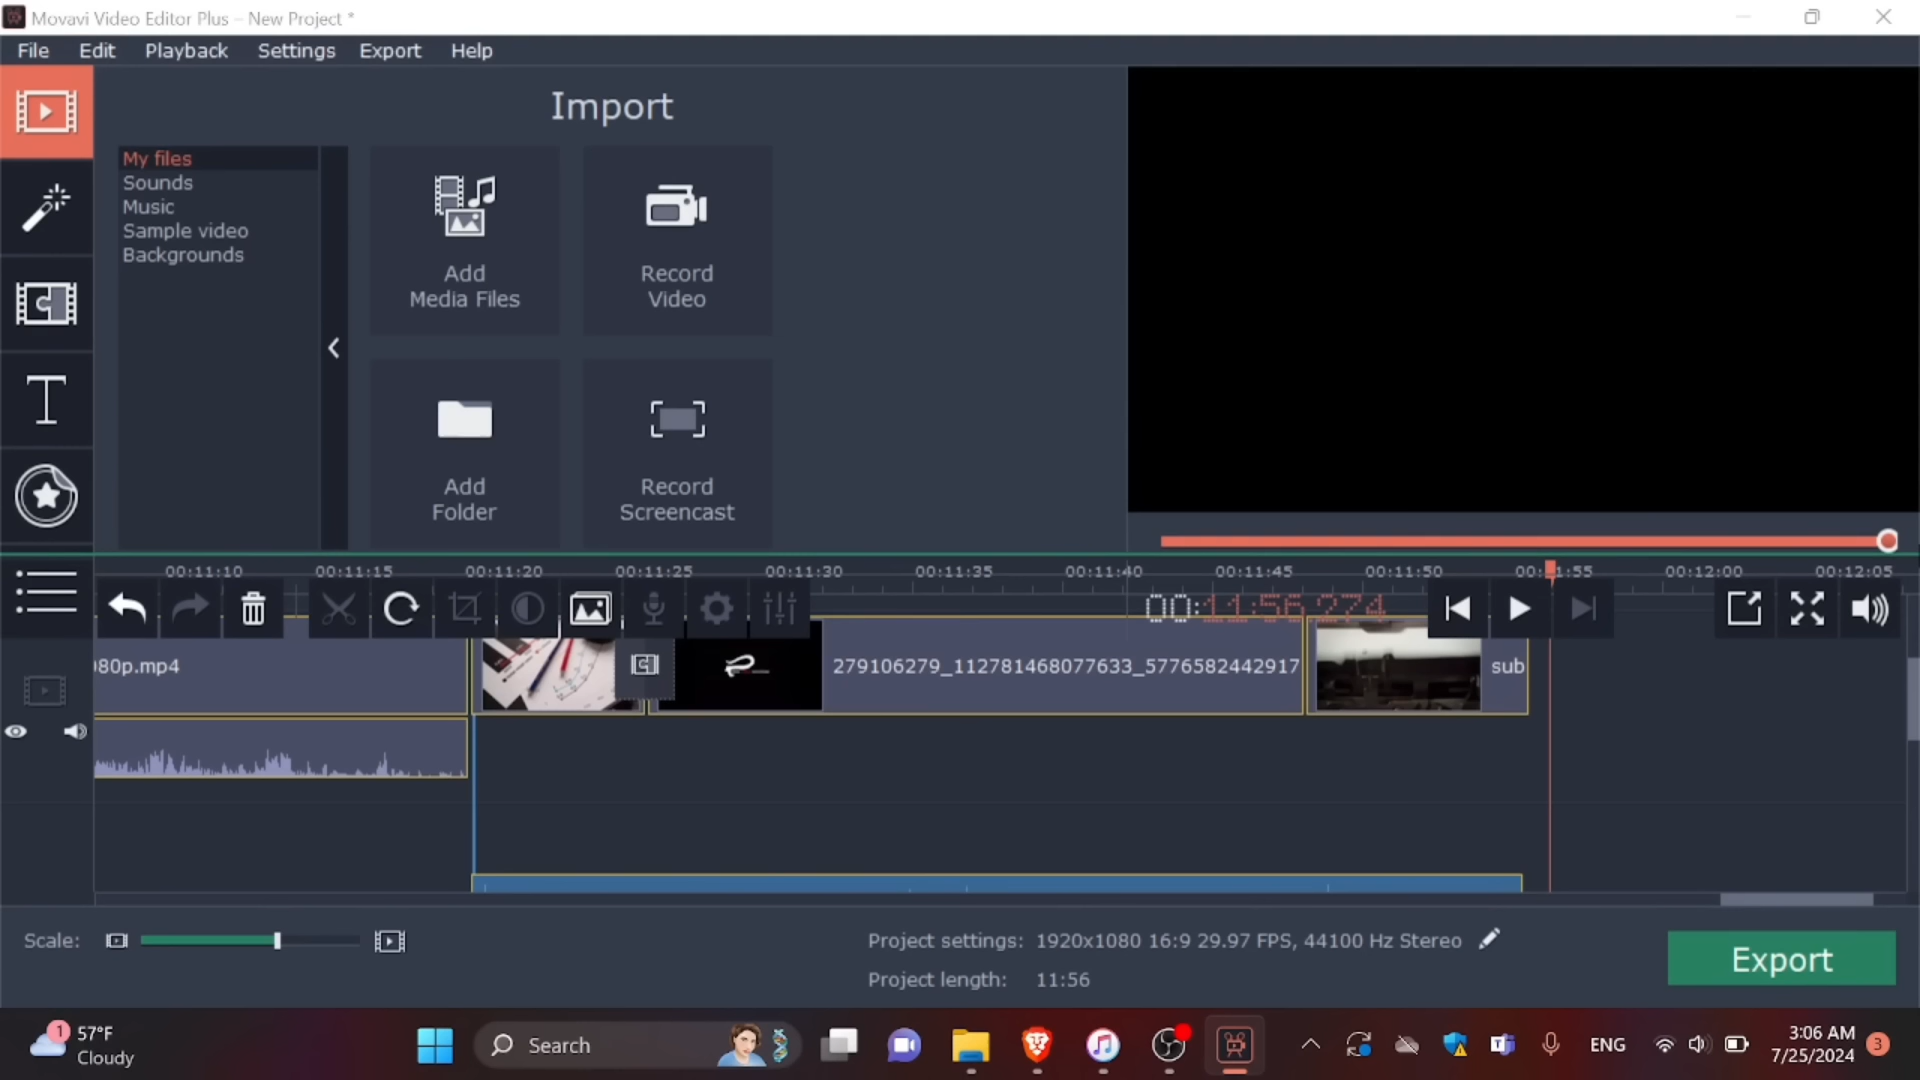 Movavi Video Editor Plus – New Project *
File Edit Playback Settings Export Help
Import
My files
Sounds
Music
Sample video
Backgrounds
Add
Media Files
Record
Video
Add
Folder
Record
Screencast
00:11:10 00:11:15 00:11:20 00:11:25 00:11:30 00:11:35 00:11:40 00:11:45 00:11:50 00:11:55 00:12:00 00:12:05
00:11:56.274
080p.mp4
279106279_112781468077633_5776582442917
sub
Scale:
Project settings: 1920x1080 16:9 29.97 FPS, 44100 Hz Stereo
Project length: 11:56
Export
1
57°F
Cloudy
Search
ENG
3:06 AM
7/25/2024
3